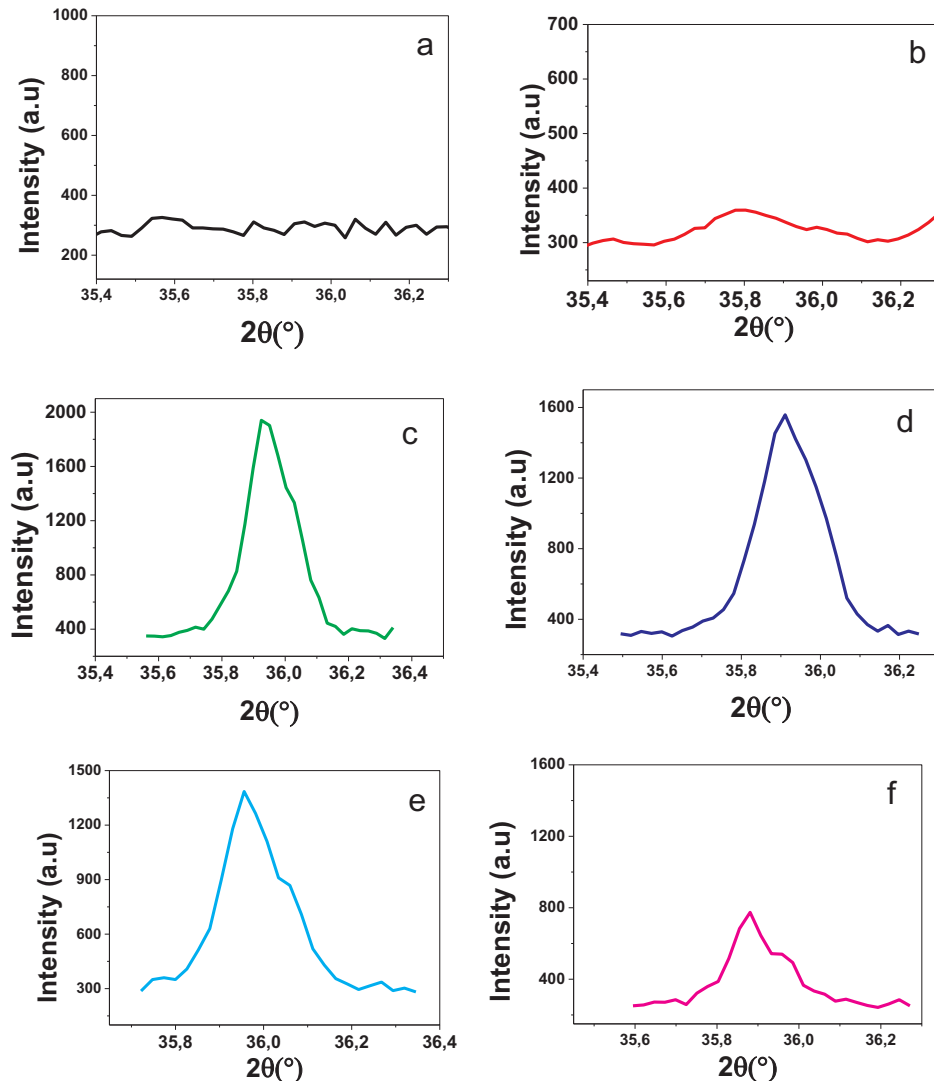 a
Intensity (a.u)
1000
800
600
400
200
35,4 35,6 35,8 36,0 36,2
2θ(°)
b
Intensity (a.u)
700
600
500
400
300
35,4 35,6 35,8 36,0 36,2
2θ(°)
c
Intensity (a.u)
2000
1600
1200
800
400
35,4 35,6 35,8 36,0 36,2 36,4
2θ(°)
d
Intensity (a.u)
1600
1200
800
400
35,4 35,6 35,8 36,0 36,2
2θ(°)
e
Intensity (a.u)
1500
1200
900
600
300
35,8 36,0 36,2 36,4
2θ(°)
f
Intensity (a.u)
1600
1200
800
400
35,6 35,8 36,0 36,2
2θ(°)